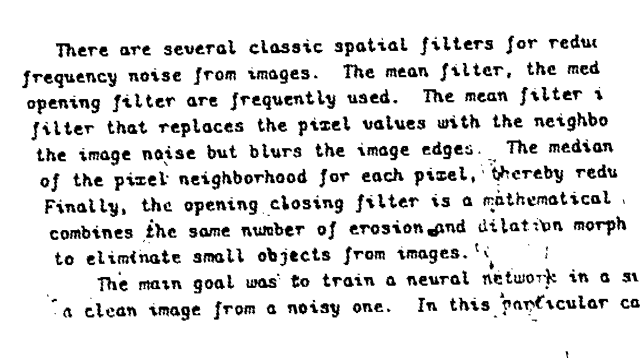 There are several classic spatial filters for redu
frequency noise from images. The mean filter, the med
opening filter are frequently used. The mean filter i
filter that replaces the pixel values with the neighbo
the image noise but blurs the image edges. The median
of the pixel neighborhood for each pixel, thereby redu
Finally, the opening closing filter is a mathematical
combines the same number of erosion and dilation morph
to eliminate small objects from images.
The main goal was to train a neural network in a su
a clean image from a noisy one. In this particular ca